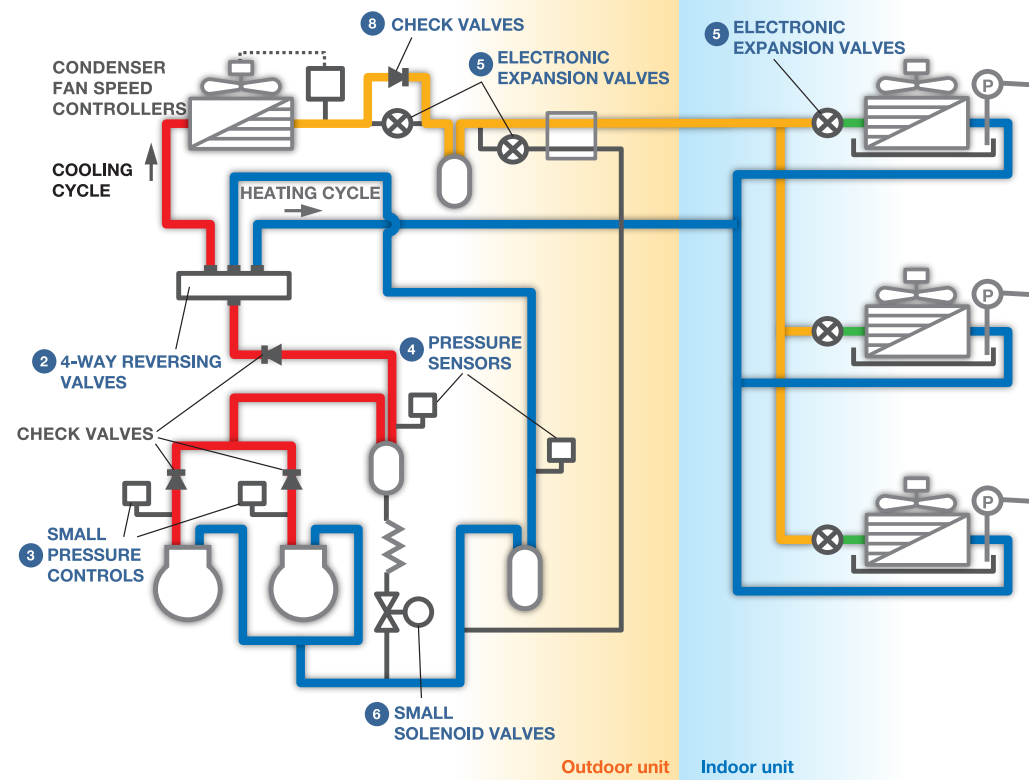 8 CHECK VALVES
5 ELECTRONIC
EXPANSION VALVES
5 ELECTRONIC
EXPANSION VALVES
CONDENSER
FAN SPEED
CONTROLLERS
P
COOLING
CYCLE
HEATING CYCLE
2 4-WAY REVERSING
VALVES
4 PRESSURE
SENSORS
P
CHECK VALVES
3 SMALL
PRESSURE
CONTROLS
P
6 SMALL
SOLENOID VALVES
Outdoor unit
Indoor unit